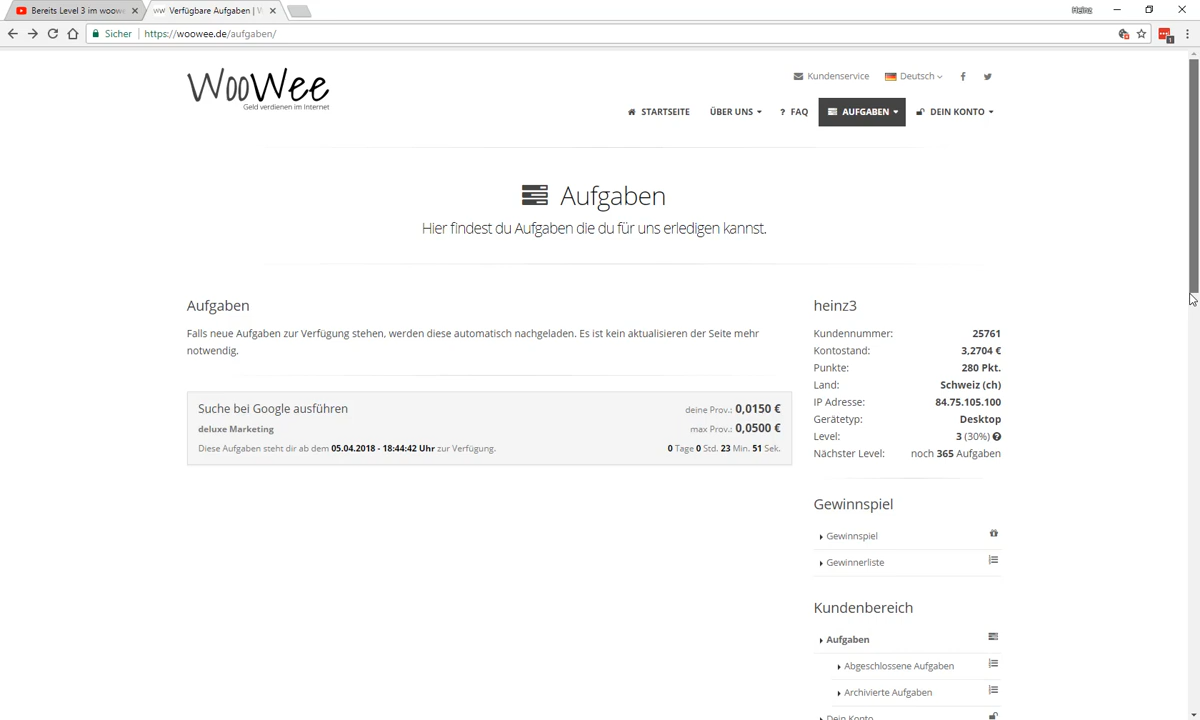 Bereits Level 3 im woowe
Verfügbare Aufgaben |
Heinz
Sicher
https://woowee.de/aufgaben/
WooWee
Geld verdienen im Internet
Kundenservice
Deutsch
STARTSEITE
ÜBER UNS
? FAQ
AUFGABEN
DEIN KONTO
Aufgaben
Hier findest du Aufgaben die du für uns erledigen kannst.
Aufgaben
Falls neue Aufgaben zur Verfügung stehen, werden diese automatisch nachgeladen. Es ist kein aktualisieren der Seite mehr
notwendig.
Suche bei Google ausführen
deine Prov.: 0,0150 €
deluxe Marketing
max Prov.: 0,0500 €
Diese Aufgaben steht dir ab dem 05.04.2018 - 18:44:42 Uhr zur Verfügung.
0 Tage 0 Std. 23 Min. 51 Sek.
heinz3
Kundennummer: 25761
Kontostand: 3,2704 €
Punkte: 280 Pkt.
Land: Schweiz (ch)
IP Adresse: 84.75.105.100
Gerätetyp: Desktop
Level: 3 (30%)
Nächster Level: noch 365 Aufgaben
Gewinnspiel
Gewinnspiel
Gewinnerliste
Kundenbereich
Aufgaben
Abgeschlossene Aufgaben
Archivierte Aufgaben
Dein Konto